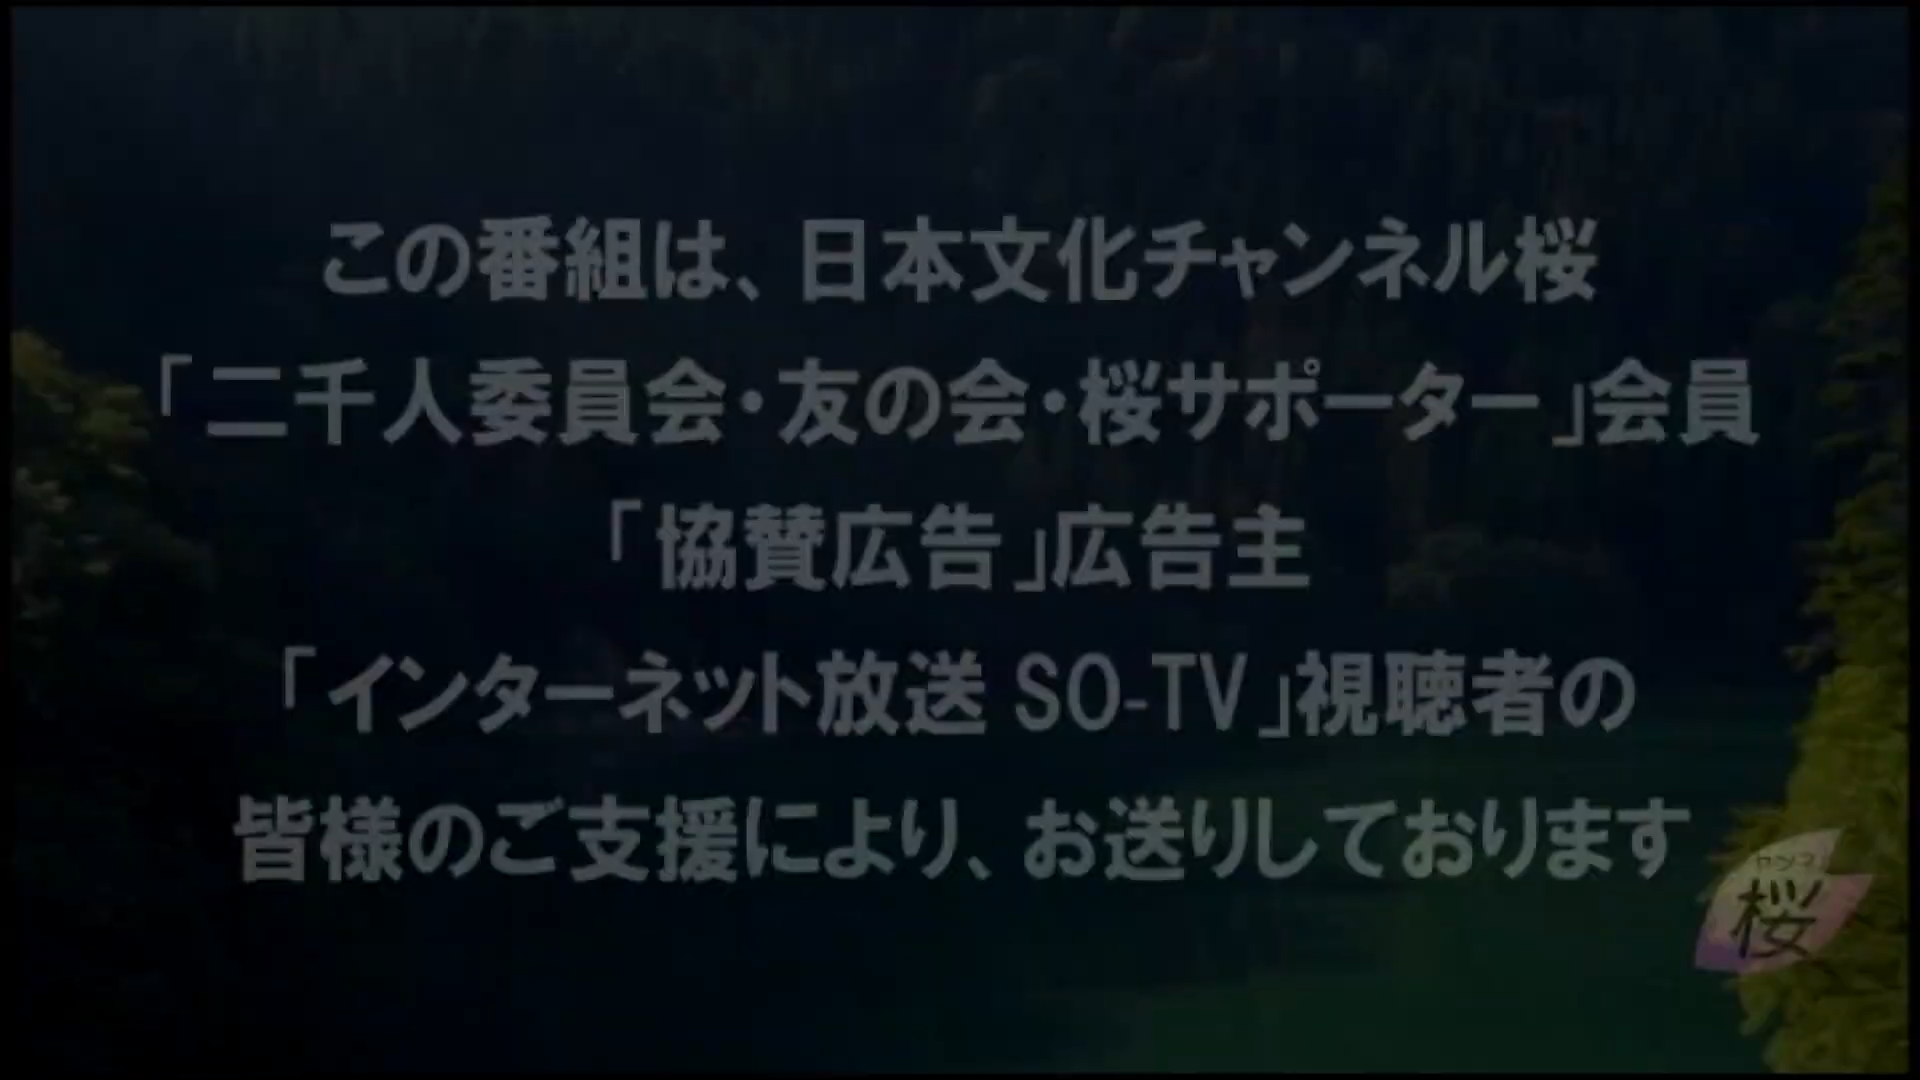 この番組は、日本文化チャンネル桜
「二千人委員会・友の会・桜サポーター」会員
「協賛広告」広告主
「インターネット放送 SO-TV」視聴者の
皆様のご支援により、お送りしております
桜